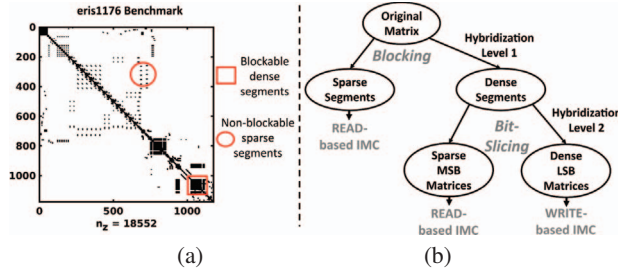 eris1176 Benchmark
0
200
400
600
800
1000
0
500
1000
n_z = 18552
Blockable
dense
segments
Non-blockable
sparse
segments
(a)
Original
Matrix
Blocking
Hybridization
Level 1
Sparse
Segments
Dense
Segments
READ-
based IMC
Bit-
Slicing
Hybridization
Level 2
Sparse
MSB
Matrices
Dense
LSB
Matrices
READ-
based IMC
WRITE-
based IMC
(b)